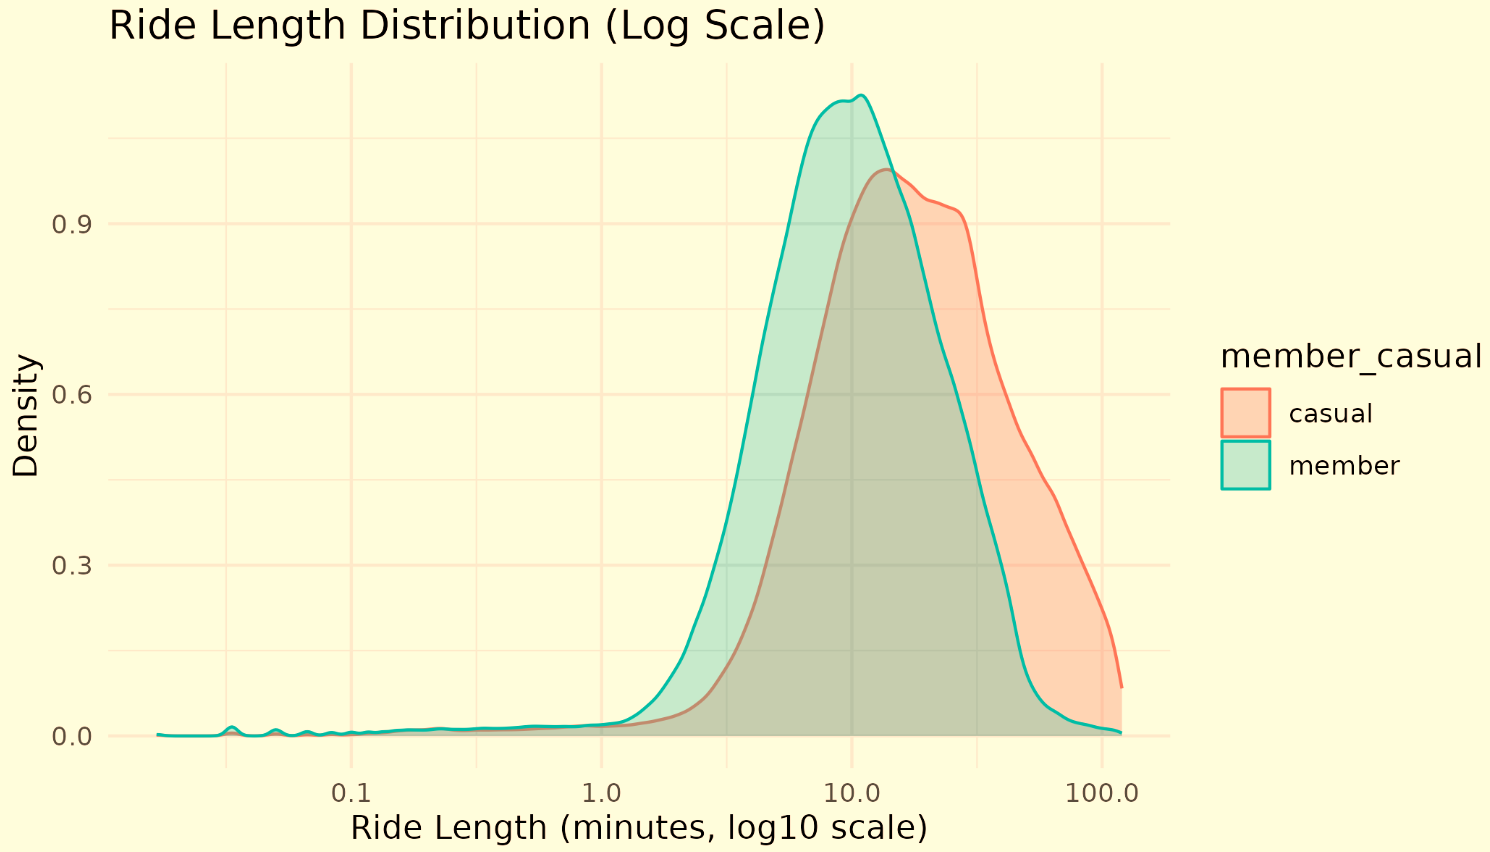 Ride Length Distribution (Log Scale)
Density
0.9
0.6
0.3
0.0
0.1
1.0
10.0
100.0
Ride Length (minutes, log10 scale)
member_casual
casual
member